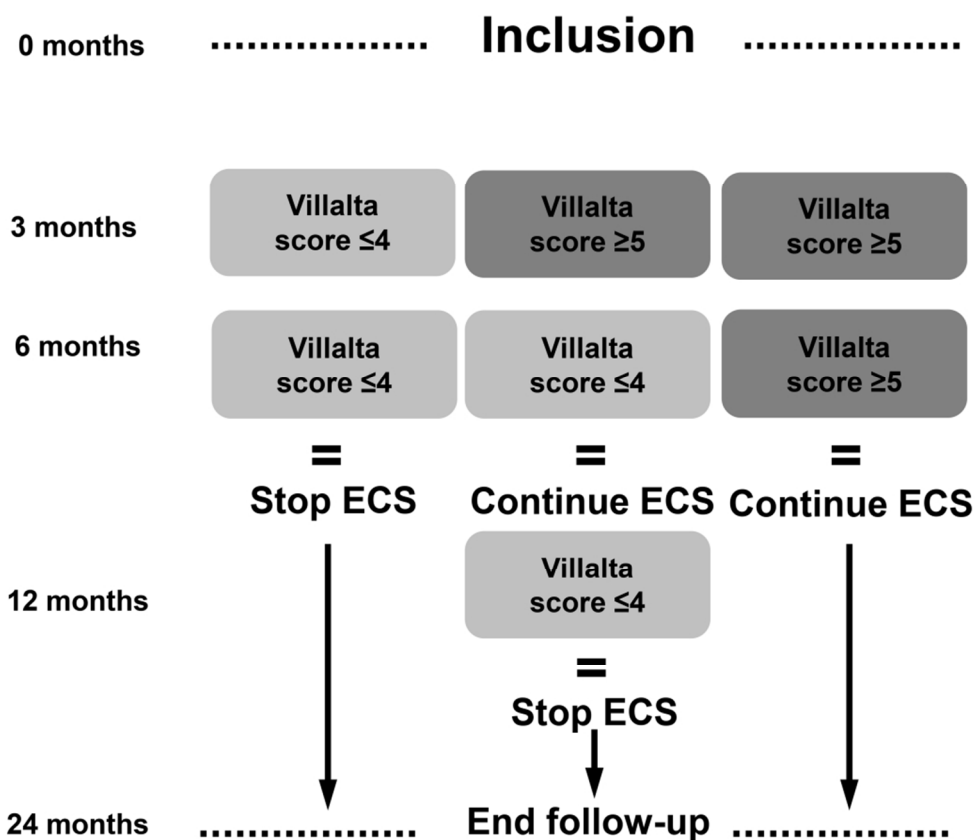 0 months
Inclusion
3 months
Villalta
score ≤4
Villalta
score ≥5
Villalta
score ≥5
6 months
Villalta
score ≤4
Villalta
score ≤4
Villalta
score ≥5
=
=
=
Stop ECS
Continue ECS
Continue ECS
12 months
Villalta
score ≤4
=
Stop ECS
24 months
End follow-up